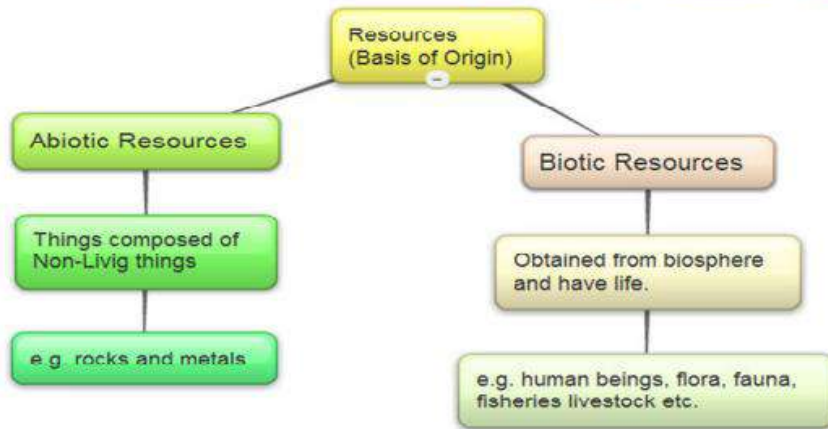 Resources
(Basis of Origin)
Abiotic Resources
Biotic Resources
Things composed of
Non-Livig things
Obtained from biosphere
and have life.
e.g. rocks and metals
e.g. human beings, flora, fauna,
fisheries livestock etc.